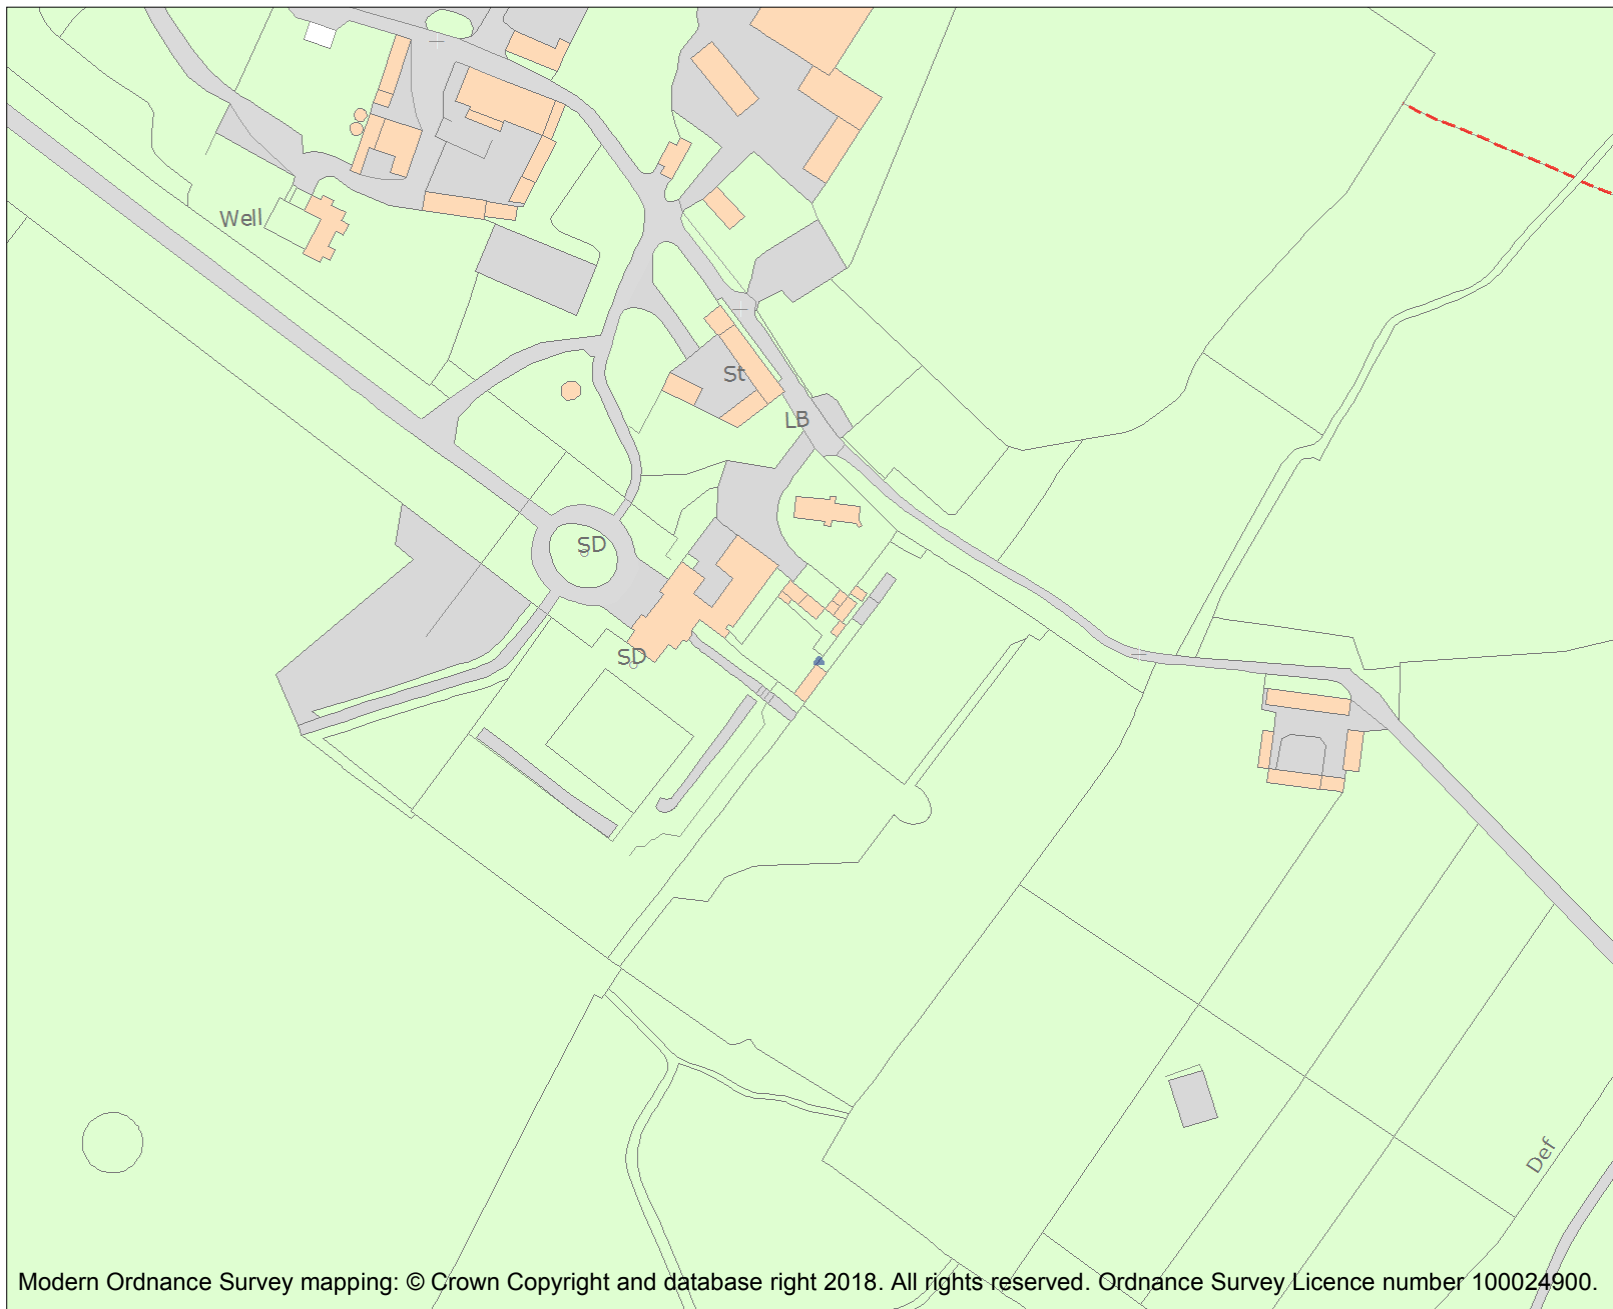 Well
St
LB
SD
SD
Def
Modern Ordnance Survey mapping: © Crown Copyright and database right 2018. All rights reserved. Ordnance Survey Licence number 100024900.